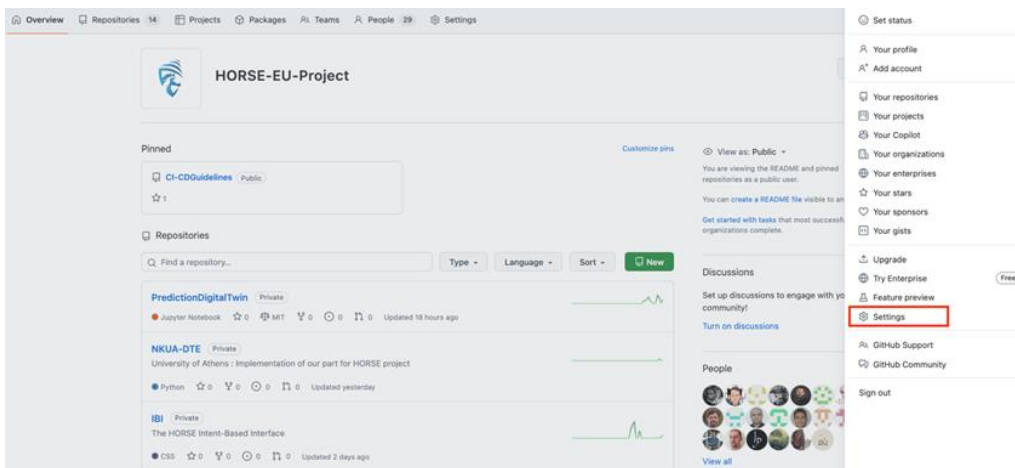 Overview Repositories 14 Projects Packages Teams People 29 Settings
HORSE-EU-Project
Pinned
Customize pins
CI-CDGuidelines Public
1
Repositories
Find a repository...
Type Language Sort New
PredictionDigitalTwin Private
Jupyter Notebook 0 MIT 0 0 0 Updated 18 hours ago
NKUA-DTE Private
University of Athens : Implementation of our part for HORSE project
Python 0 0 0 0 Updated yesterday
IBI Private
The HORSE Intent-Based Interface
CSS 0 0 0 0 Updated 2 days ago
View as: Public
You are viewing the README and pinned
repositories as a public user.
You can create a README file visible to an
Get started with tasks that most successf
organizations complete.
Discussions
Set up discussions to engage with yo
community!
Turn on discussions
People
View all
Set status
Your profile
Add account
Your repositories
Your projects
Your Copilot
Your organizations
Your enterprises
Your stars
Your sponsors
Your gists
Upgrade
Try Enterprise Free
Feature preview
Settings
GitHub Support
GitHub Community
Sign out